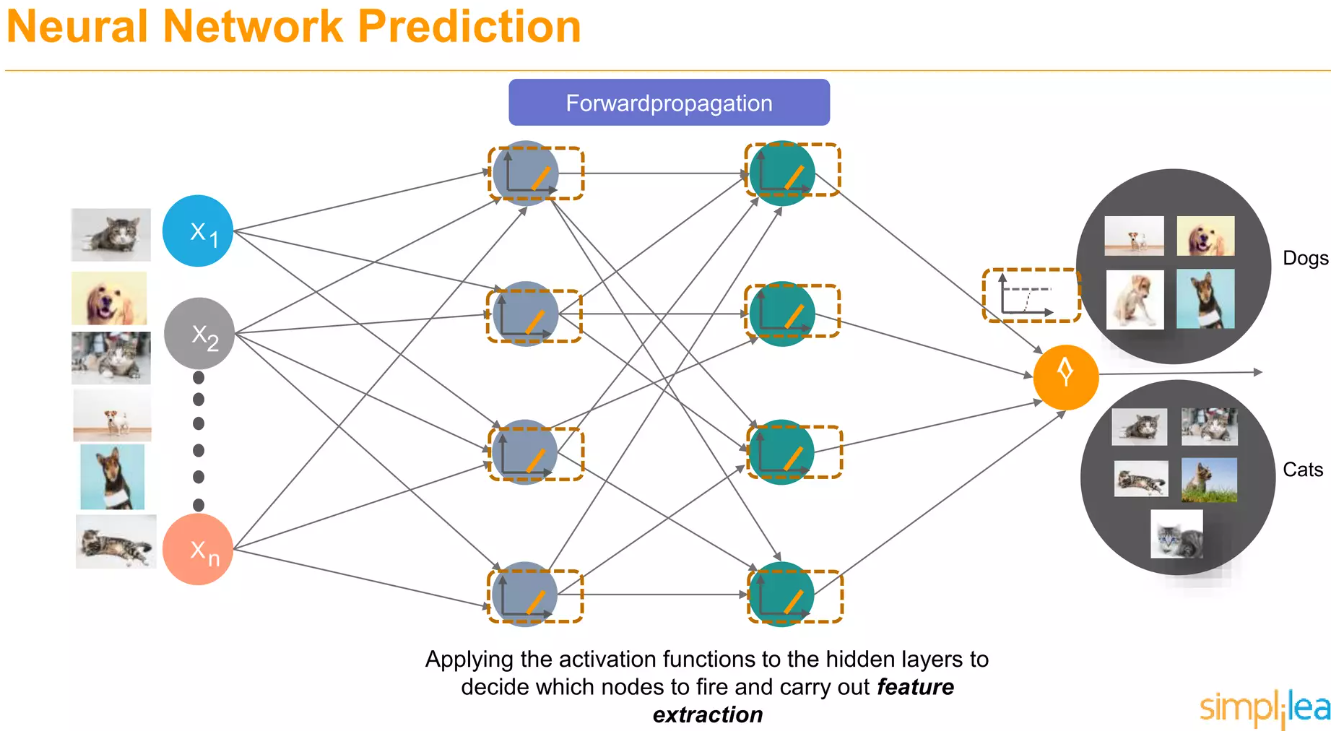 Neural Network Prediction
Forwardpropagation
X1
X2
Xn
Dogs
Cats
Applying the activation functions to the hidden layers to
decide which nodes to fire and carry out feature
extraction
simplilea